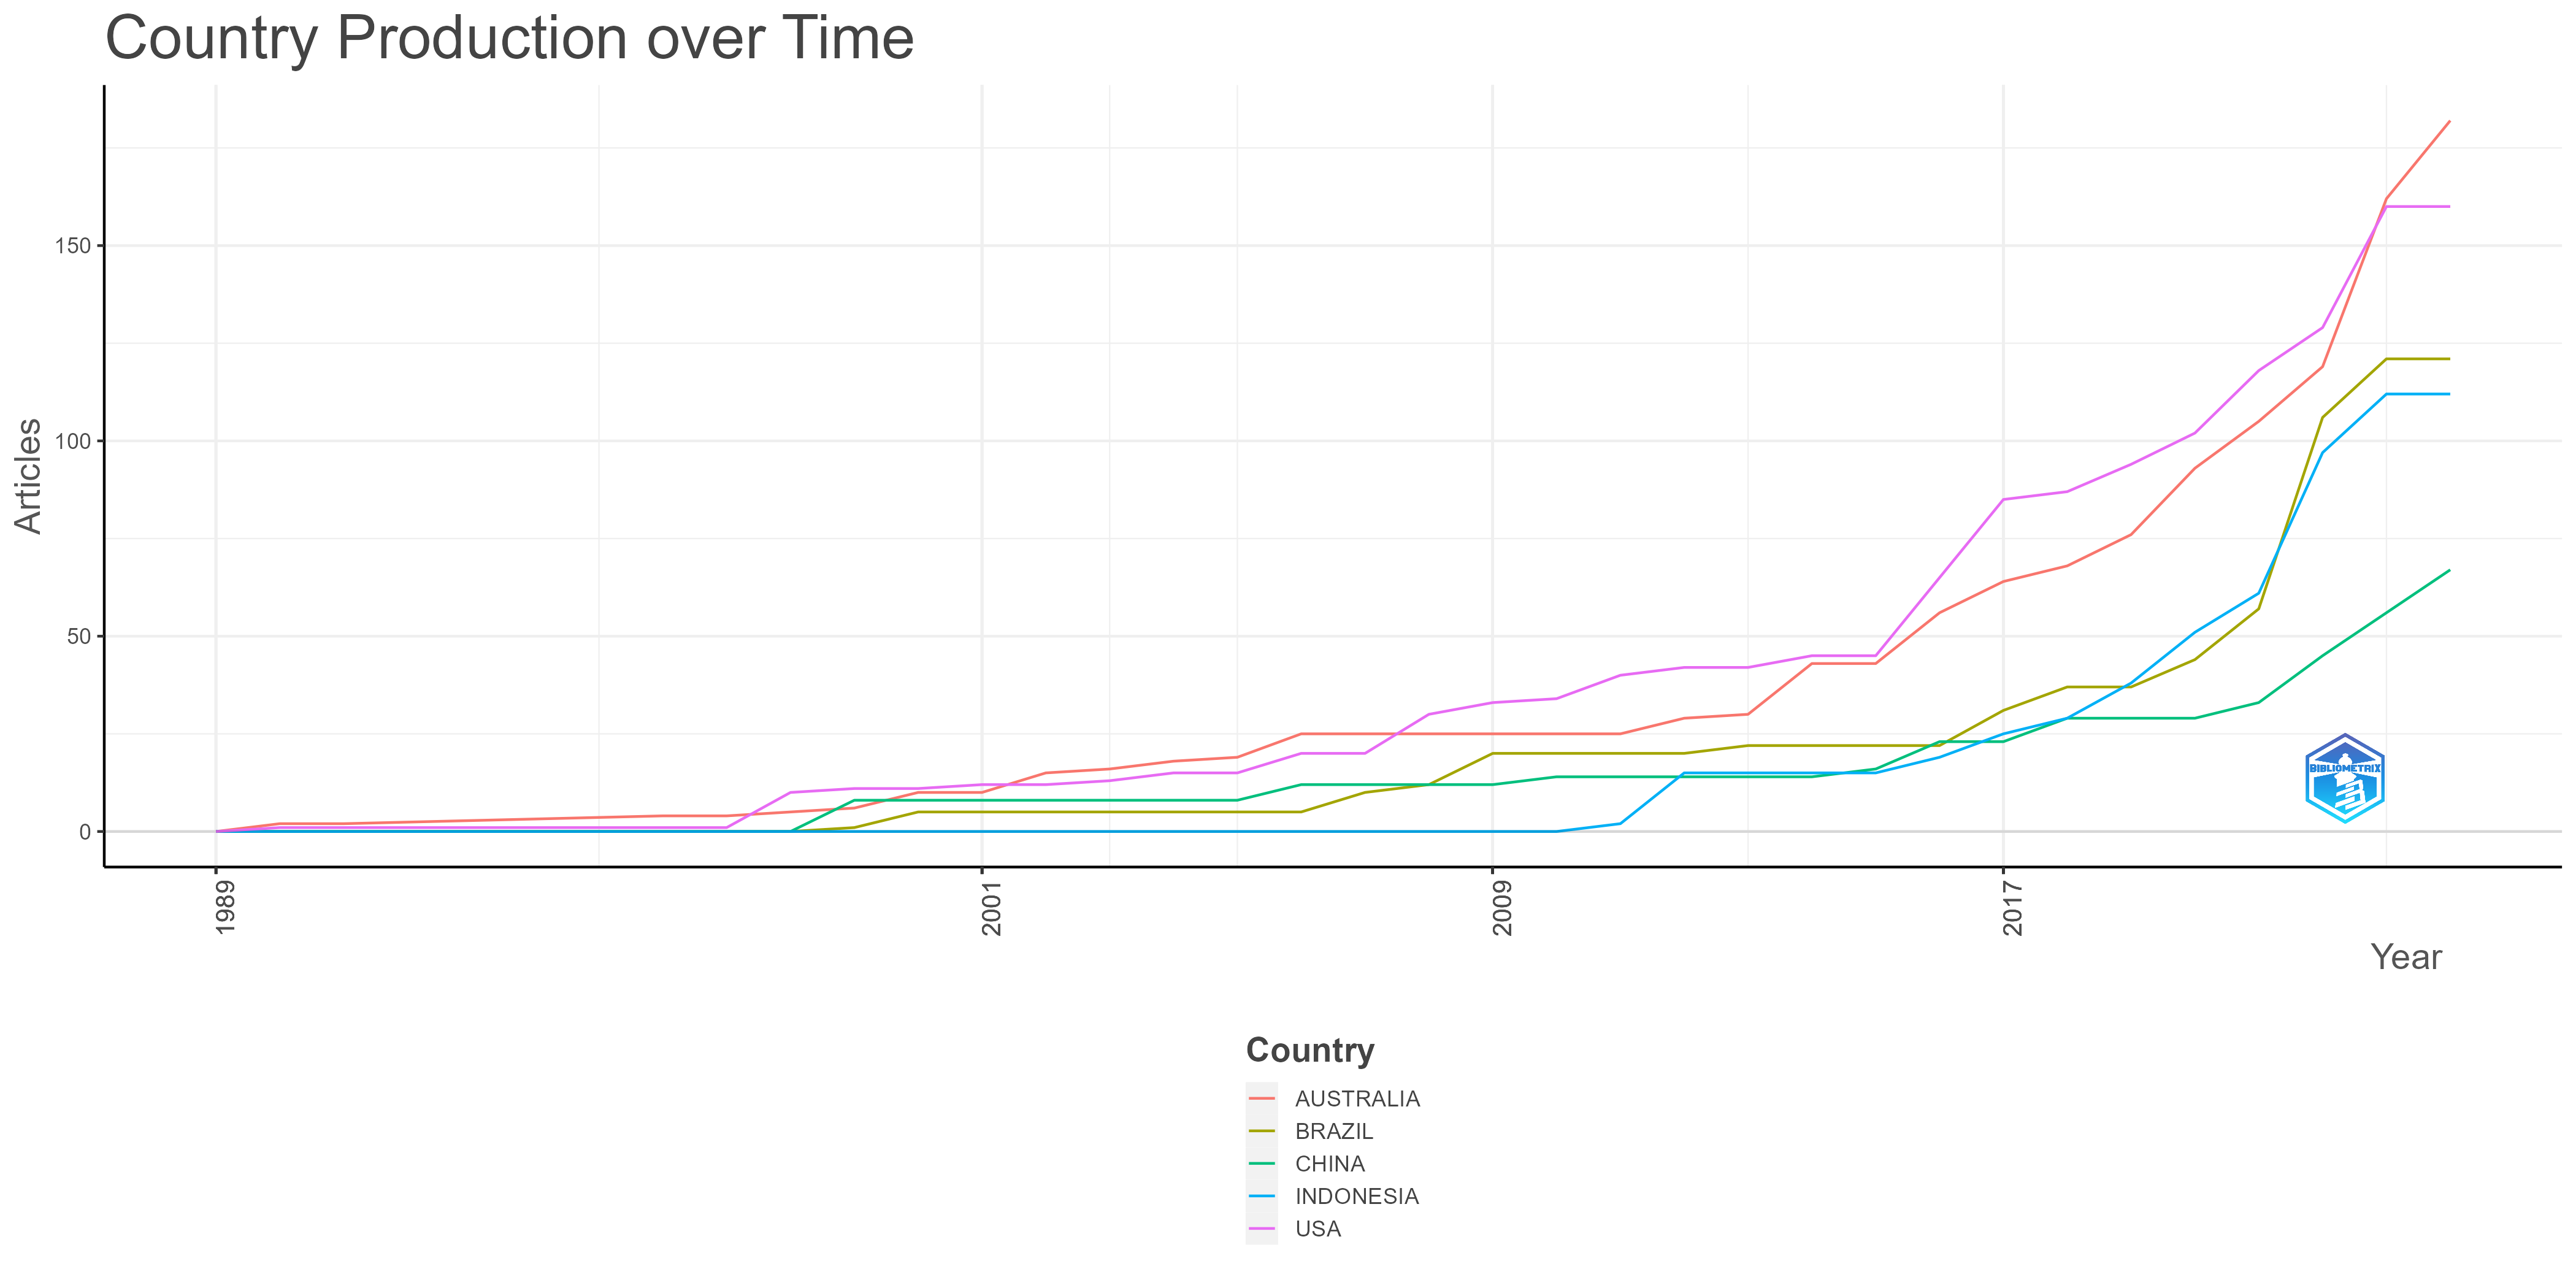 Country Production over Time
Articles
150
100
50
0
1989
2001
2009
2017
Year
BIBLIOMETRIX
Country
AUSTRALIA
BRAZIL
CHINA
INDONESIA
USA